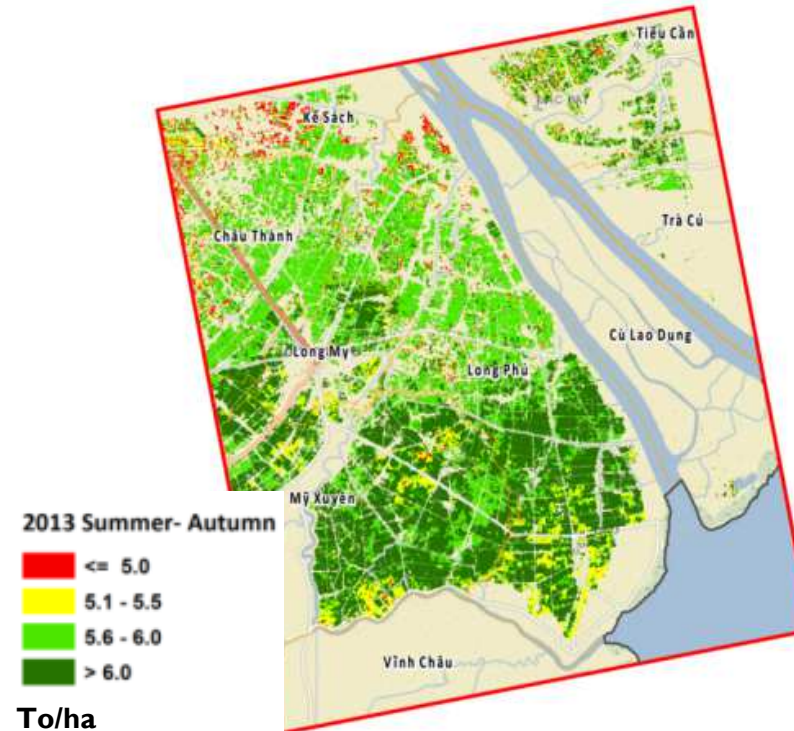 Tiểu Cần
Kế Sách
Trà Cú
Châu Thành
Cù Lao Dung
Long Mỹ
Long Phú
Mỹ Xuyên
2013 Summer- Autumn
<= 5.0
5.1 - 5.5
5.6 - 6.0
> 6.0
Vĩnh Châu
To/ha